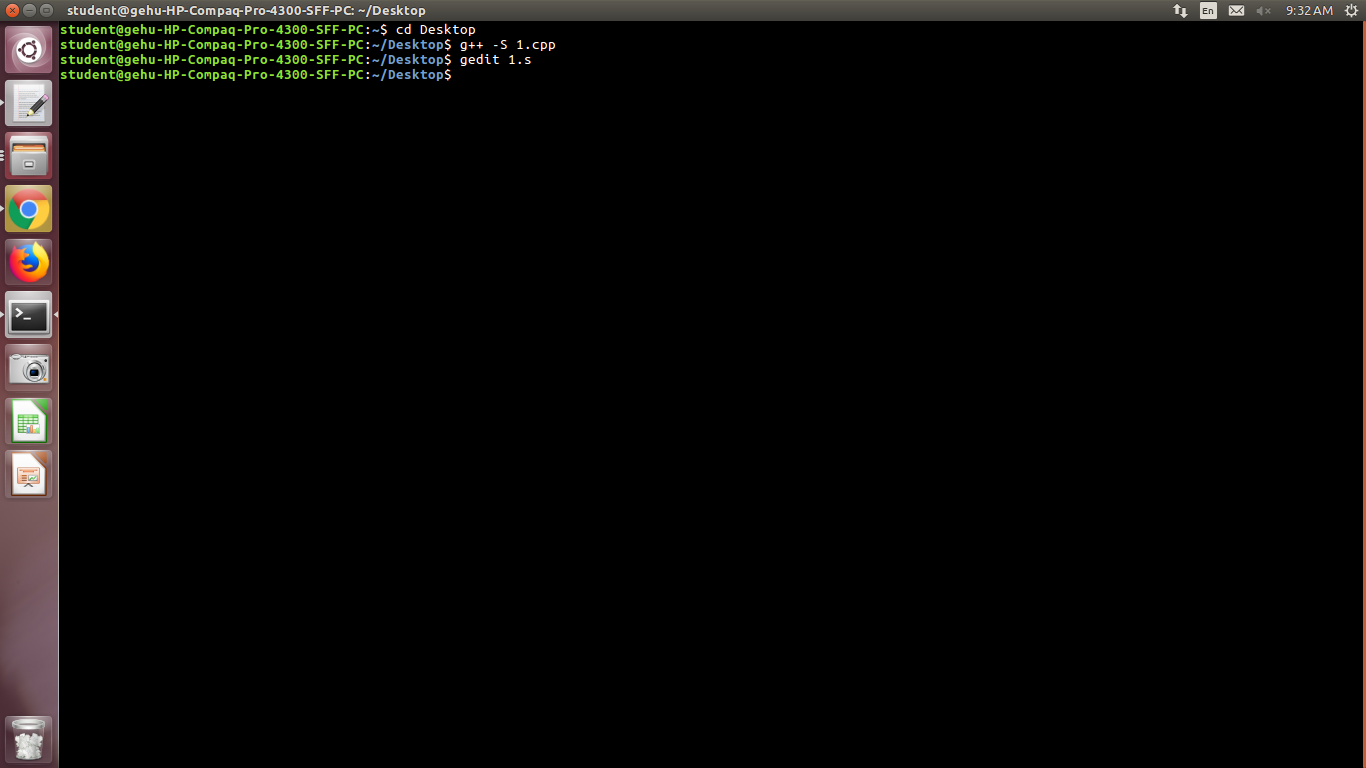 student@gehu-HP-Compaq-Pro-4300-SFF-PC: ~/Desktop
En
9:32 AM
student@gehu-HP-Compaq-Pro-4300-SFF-PC:~$ cd Desktop
student@gehu-HP-Compaq-Pro-4300-SFF-PC:~/Desktop$ g++ -S 1.cpp
student@gehu-HP-Compaq-Pro-4300-SFF-PC:~/Desktop$ gedit 1.s
student@gehu-HP-Compaq-Pro-4300-SFF-PC:~/Desktop$